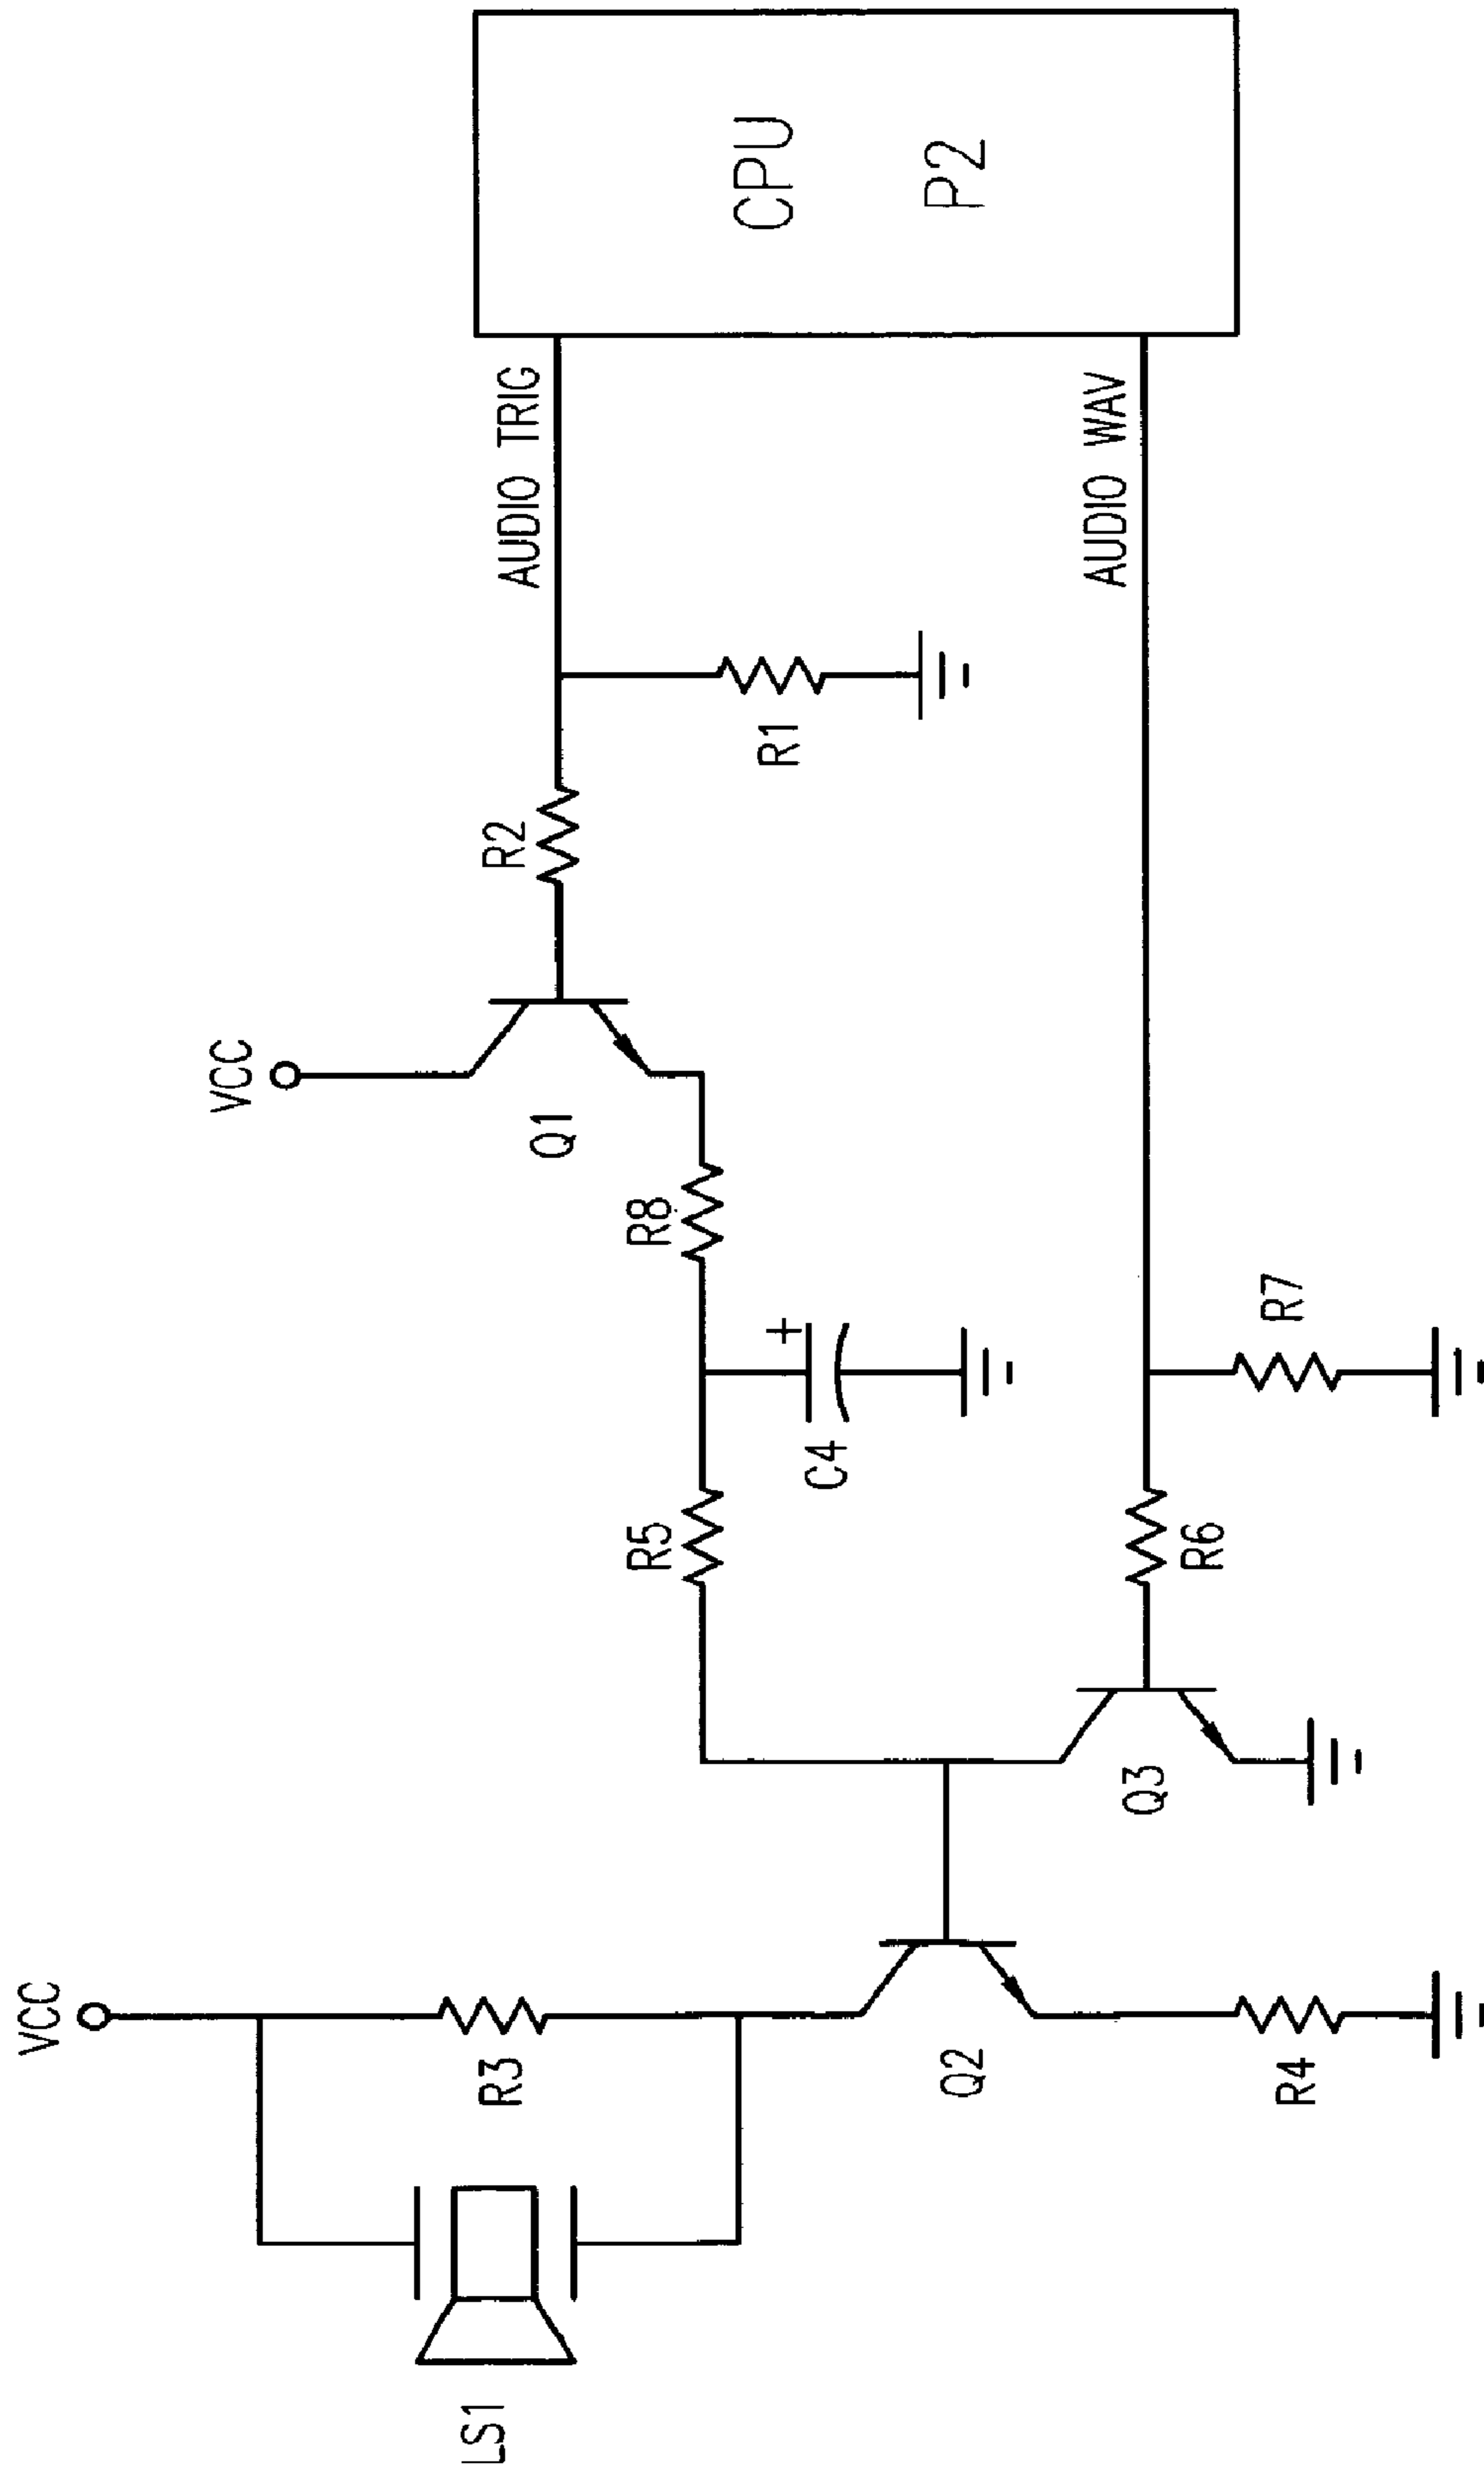 CPU
P2
AUDIO TRIG
AUDIO WAV
R1
R2
VCC
Q1
R8
+
C4
R7
R5
R6
Q3
VCC
R3
Q2
R4
LS1